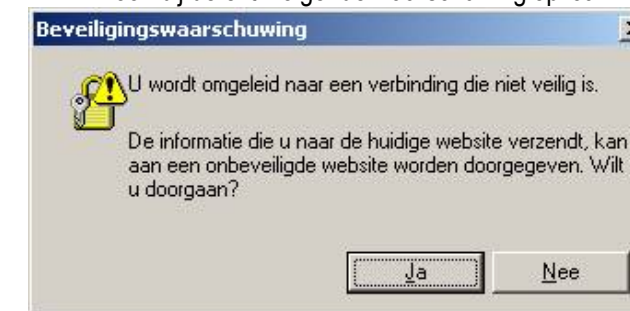 Beveiligingswaarschuwing
U wordt omgeleid naar een verbinding die niet veilig is.
De informatie die u naar de huidige website verzendt, kan
aan een onbeveiligde website worden doorgegeven. Wilt
u doorgaan?
Ja
Nee